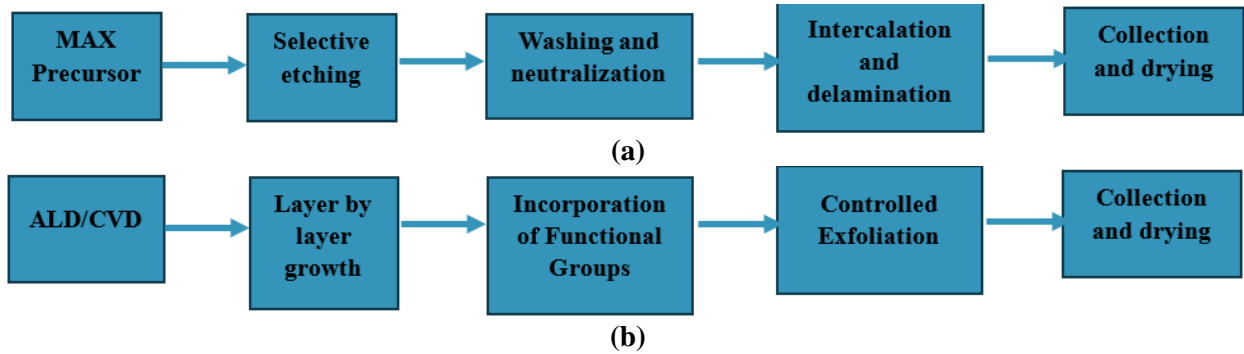 MAX
Precursor
Selective
etching
Washing and
neutralization
Intercalation
and
delamination
Collection
and drying
(a)
ALD/CVD
Layer by
layer
growth
Incorporation
of Functional
Groups
Controlled
Exfoliation
Collection
and drying
(b)